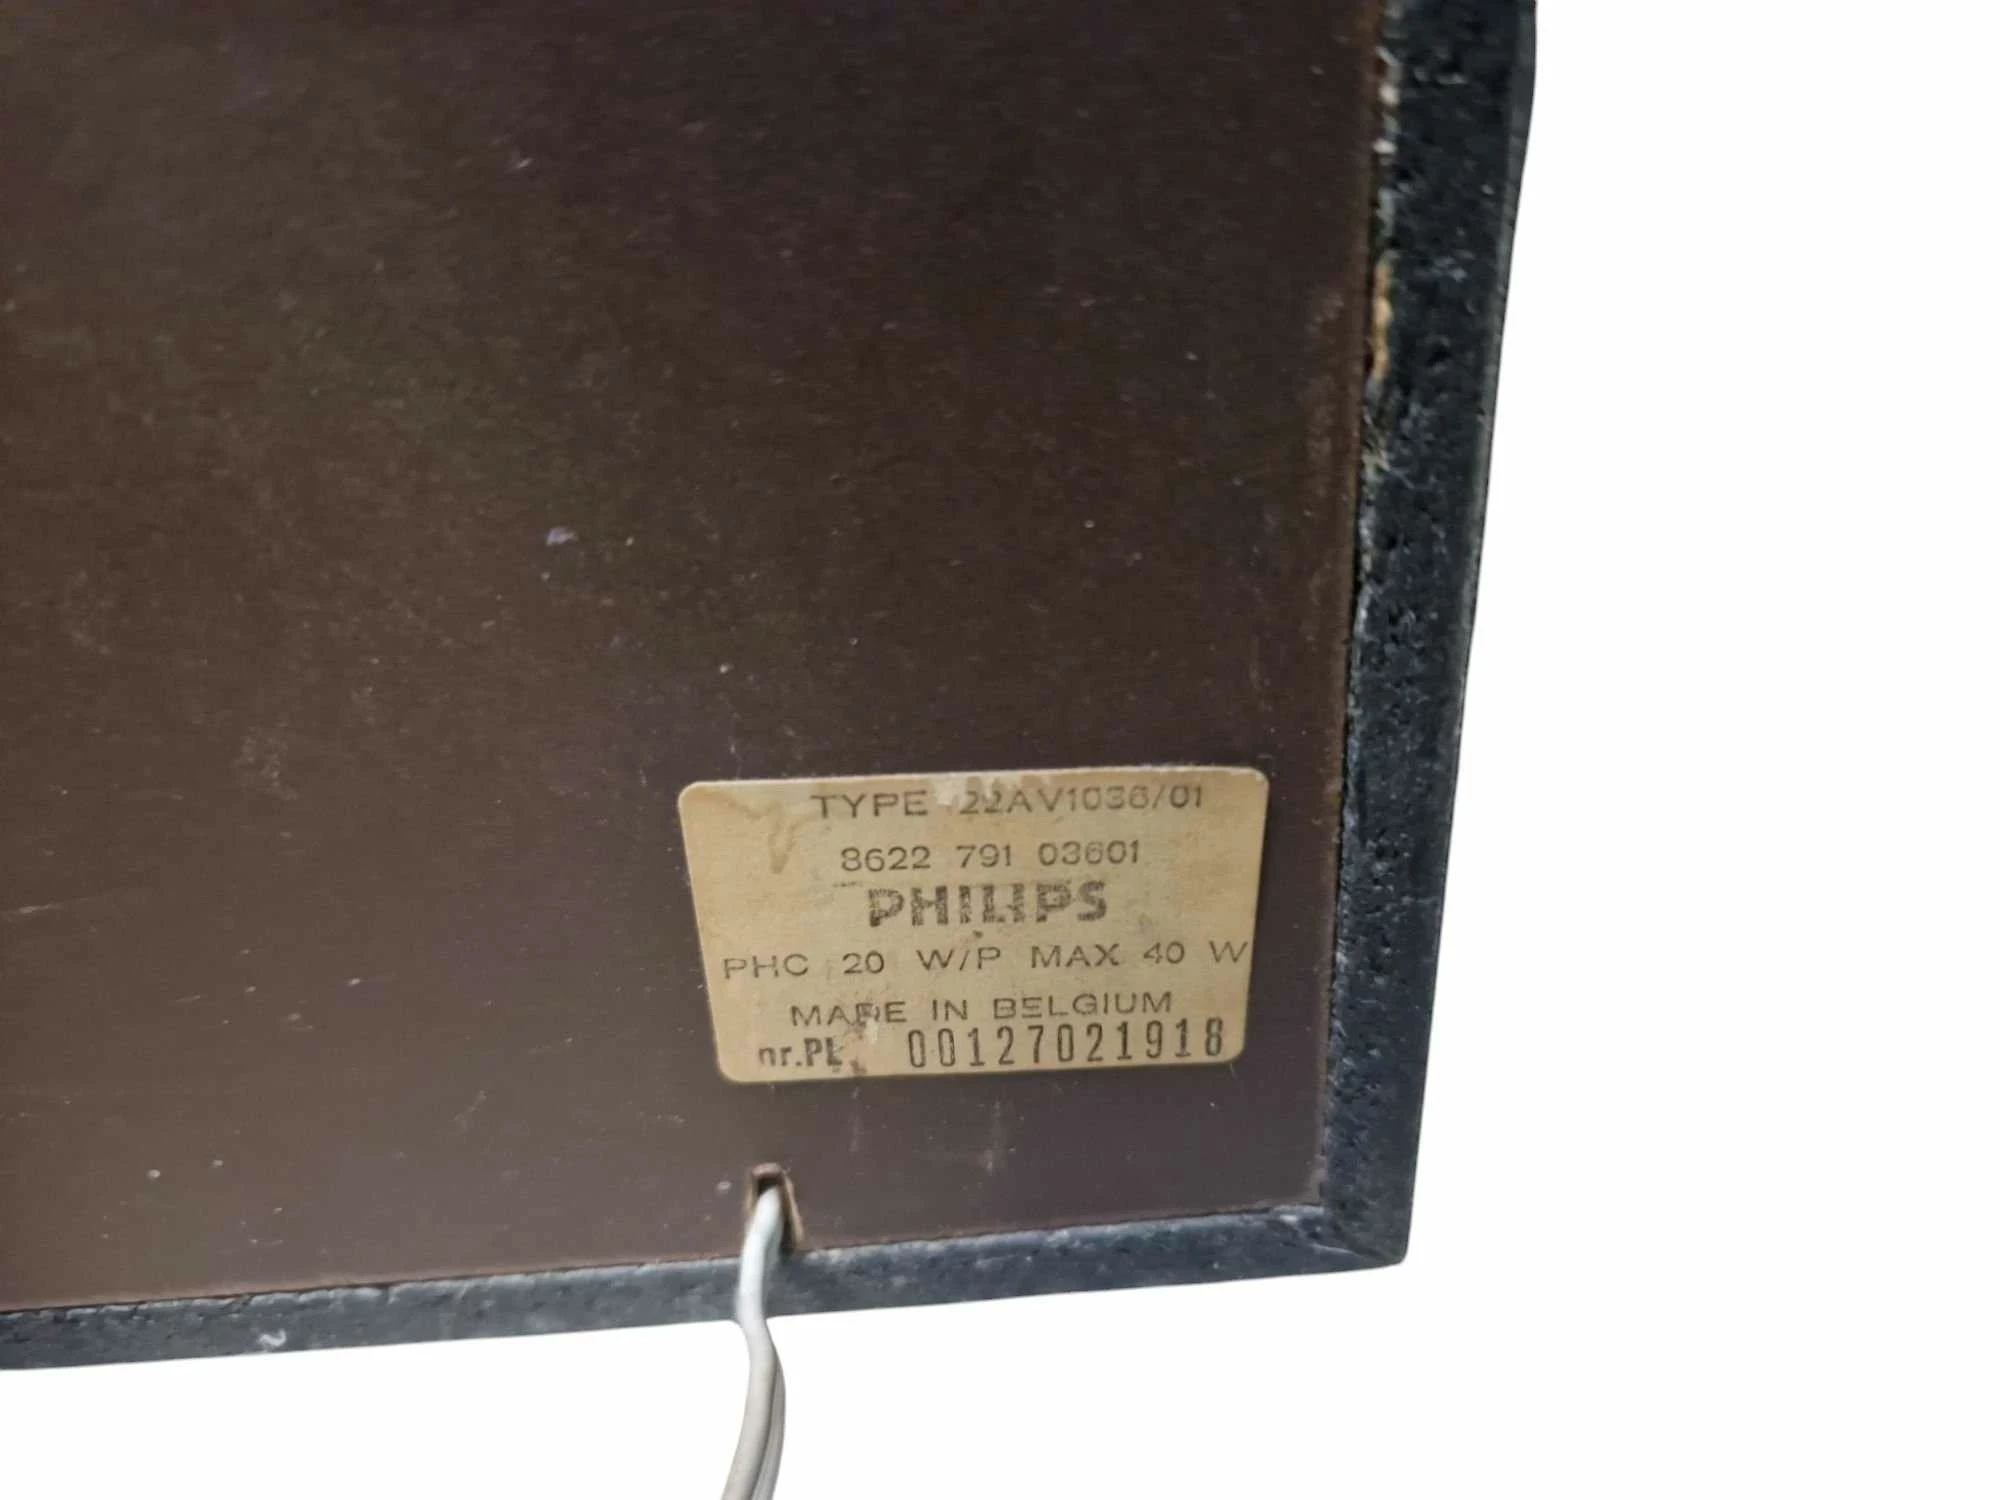 TYPE 22AV1036/01
8622 791 03601
PHILIPS
PHC 20 W/P MAX 40 W
MADE IN BELGIUM
nr.PL. 00127021918